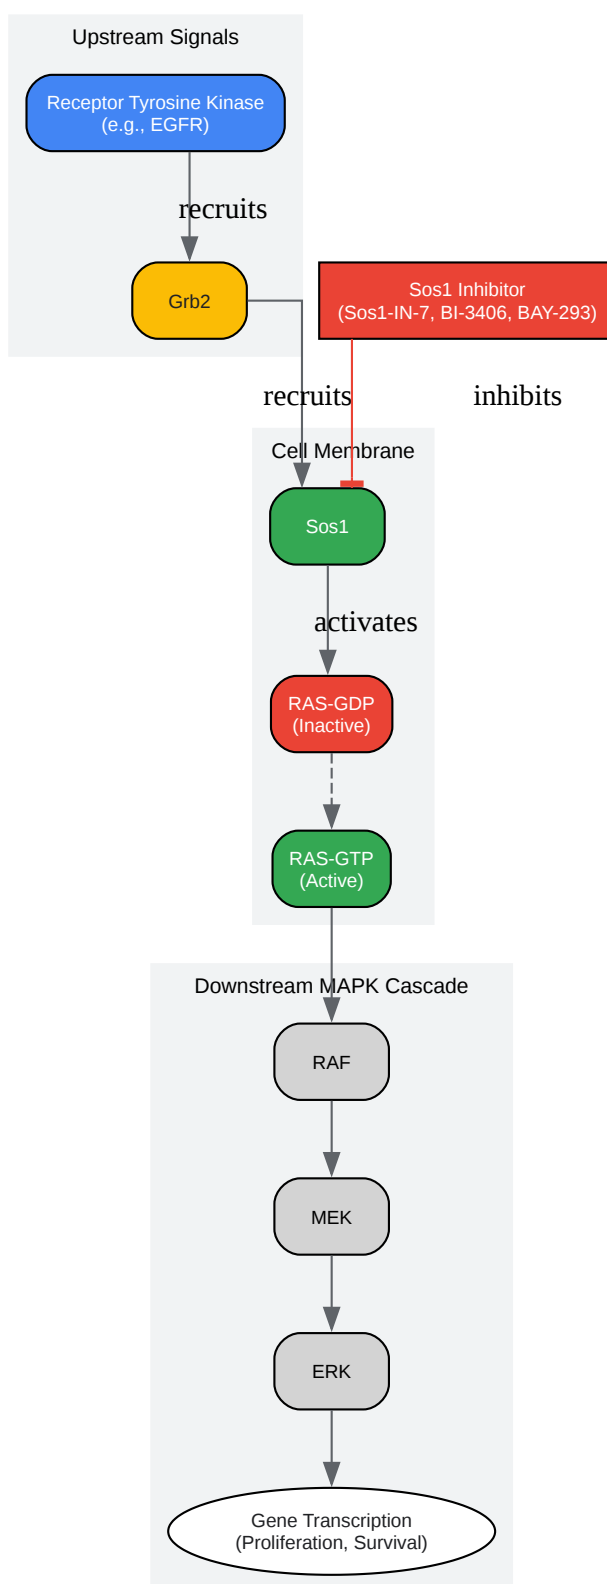 Upstream Signals
Receptor Tyrosine Kinase
(e.g., EGFR)
recruits
Grb2
Sos1 Inhibitor
(Sos1-IN-7, BI-3406, BAY-293)
recruits
inhibits
Cell Membrane
Sos1
activates
RAS-GDP
(Inactive)
RAS-GTP
(Active)
Downstream MAPK Cascade
RAF
MEK
ERK
Gene Transcription
(Proliferation, Survival)